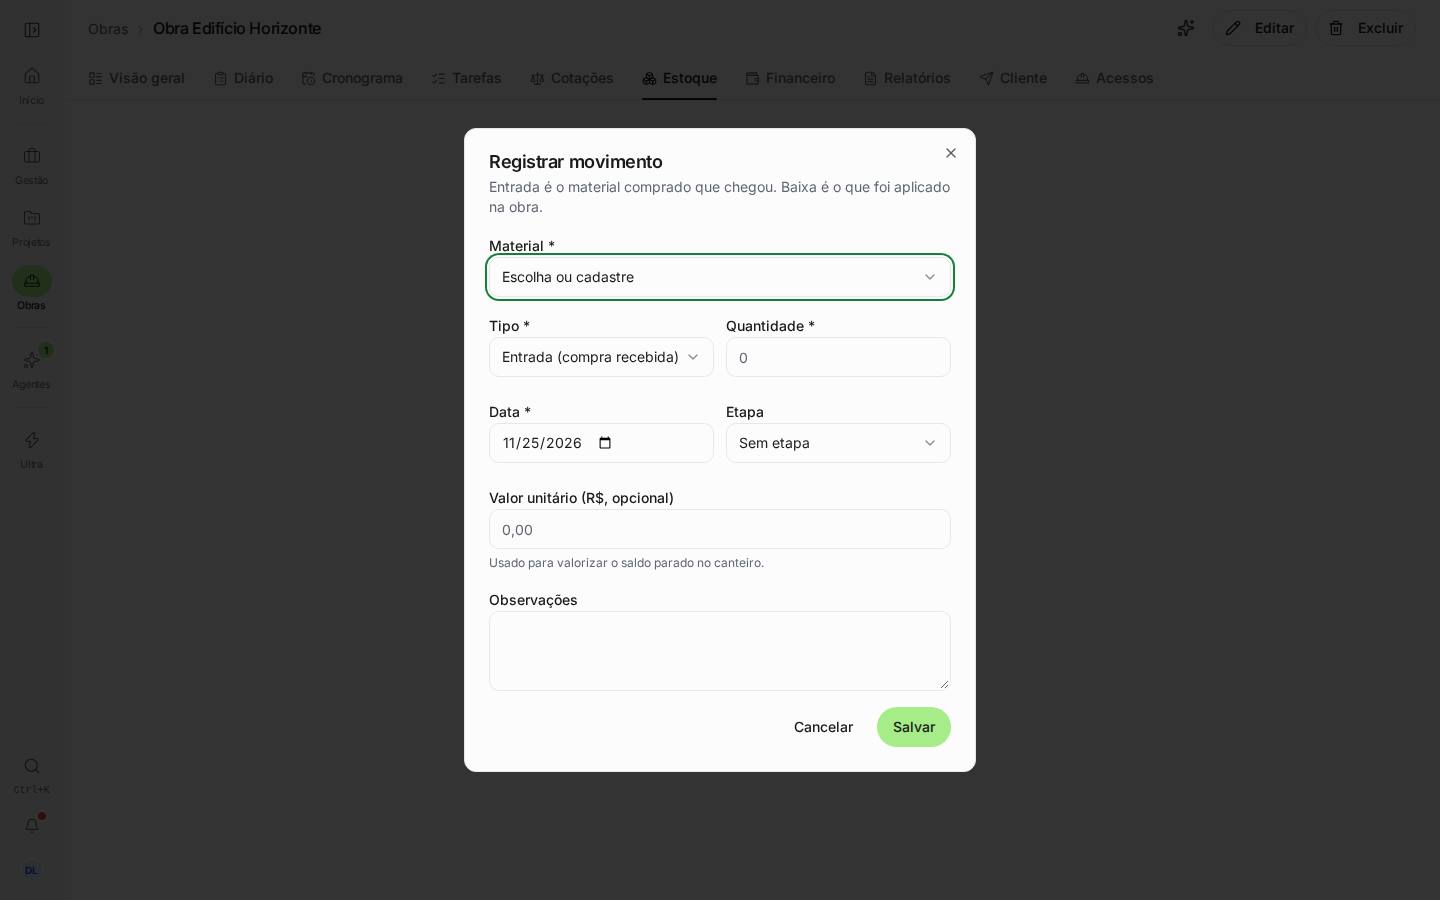 Obras
Obra Edifício Horizonte
Editar
Excluir
Visão geral
Diário
Cronograma
Tarefas
Cotações
Estoque
Financeiro
Relatórios
Cliente
Acessos
Início
Gestão
Projetos
Obras
1
Agentes
Ultra
Ctrl+K
DL
Registrar movimento
Entrada é o material comprado que chegou. Baixa é o que foi aplicado
na obra.
Material *
Escolha ou cadastre
Tipo *
Quantidade *
Entrada (compra recebida)
0
Data *
Etapa
11/25/2026
Sem etapa
Valor unitário (R$, opcional)
0,00
Usado para valorizar o saldo parado no canteiro.
Observações
Cancelar
Salvar